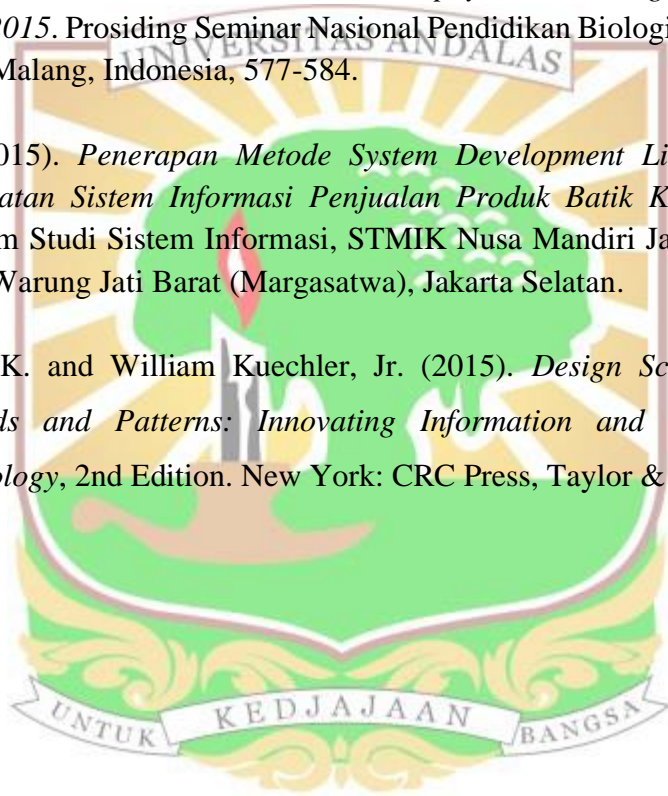 2015. Prosiding Seminar Nasional Pendidikan Biologi
UNIVERSITAS ANDALAS
Malang, Indonesia, 577-584.
015). Penerapan Metode System Development Li
atan Sistem Informasi Penjualan Produk Batik K
m Studi Sistem Informasi, STMIK Nusa Mandiri Ja
Warung Jati Barat (Margasatwa), Jakarta Selatan.
K. and William Kuechler, Jr. (2015). Design Sc
ds and Patterns: Innovating Information and
ology, 2nd Edition. New York: CRC Press, Taylor &
UNTUK KEDJAJAAN BANGSA